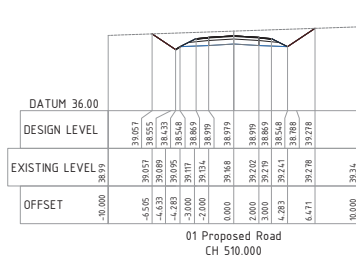 DATUM 36.00
DESIGN LEVEL 39.057 38.555 38.433 38.548 38.869 38.919 38.979 38.919 38.869 38.548 38.788 39.278
EXISTING LEVEL 38.99 39.057 39.089 39.095 39.117 39.134 39.168 39.202 39.219 39.241 39.278 39.34
OFFSET -10.000 -6.505 -4.633 -4.283 -3.000 -2.000 0.000 2.000 3.000 4.283 6.471 10.000
01 Proposed Road
CH 510.000